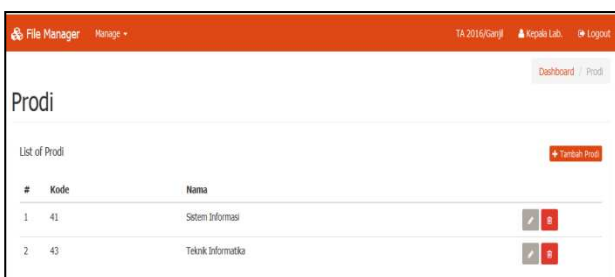 File Manager Manage TA 2016/Ganjil Kepala Lab. Logout
Dashboard / Prodi
Prodi
List of Prodi + Tambah Prodi
# Kode Nama
1 41 Sistem Informasi
2 43 Teknik Informatika